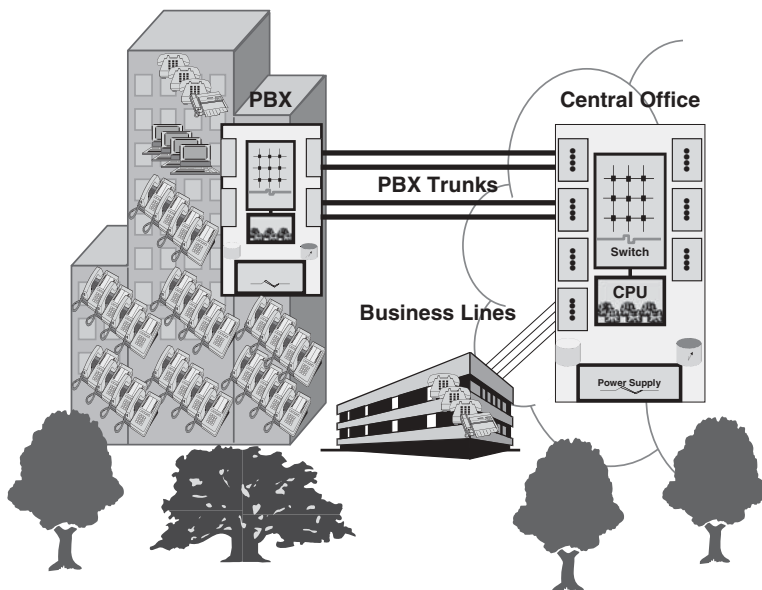 PBX
Central Office
PBX Trunks
Switch
CPU
Business Lines
Power Supply